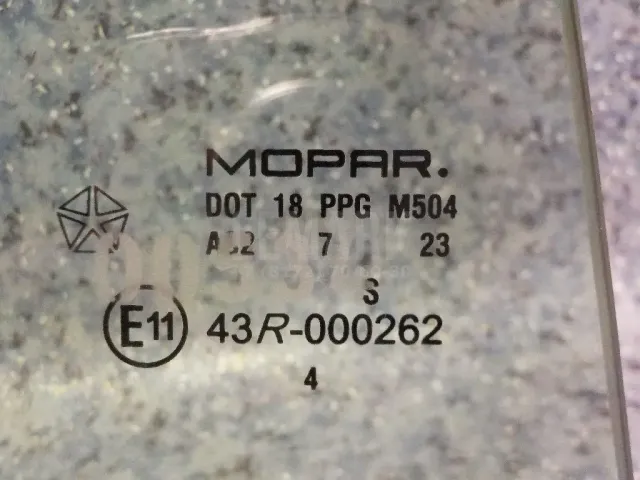 MOPAR.
DOT 18 PPG M504
7 23
S
E11 43R-000262
4